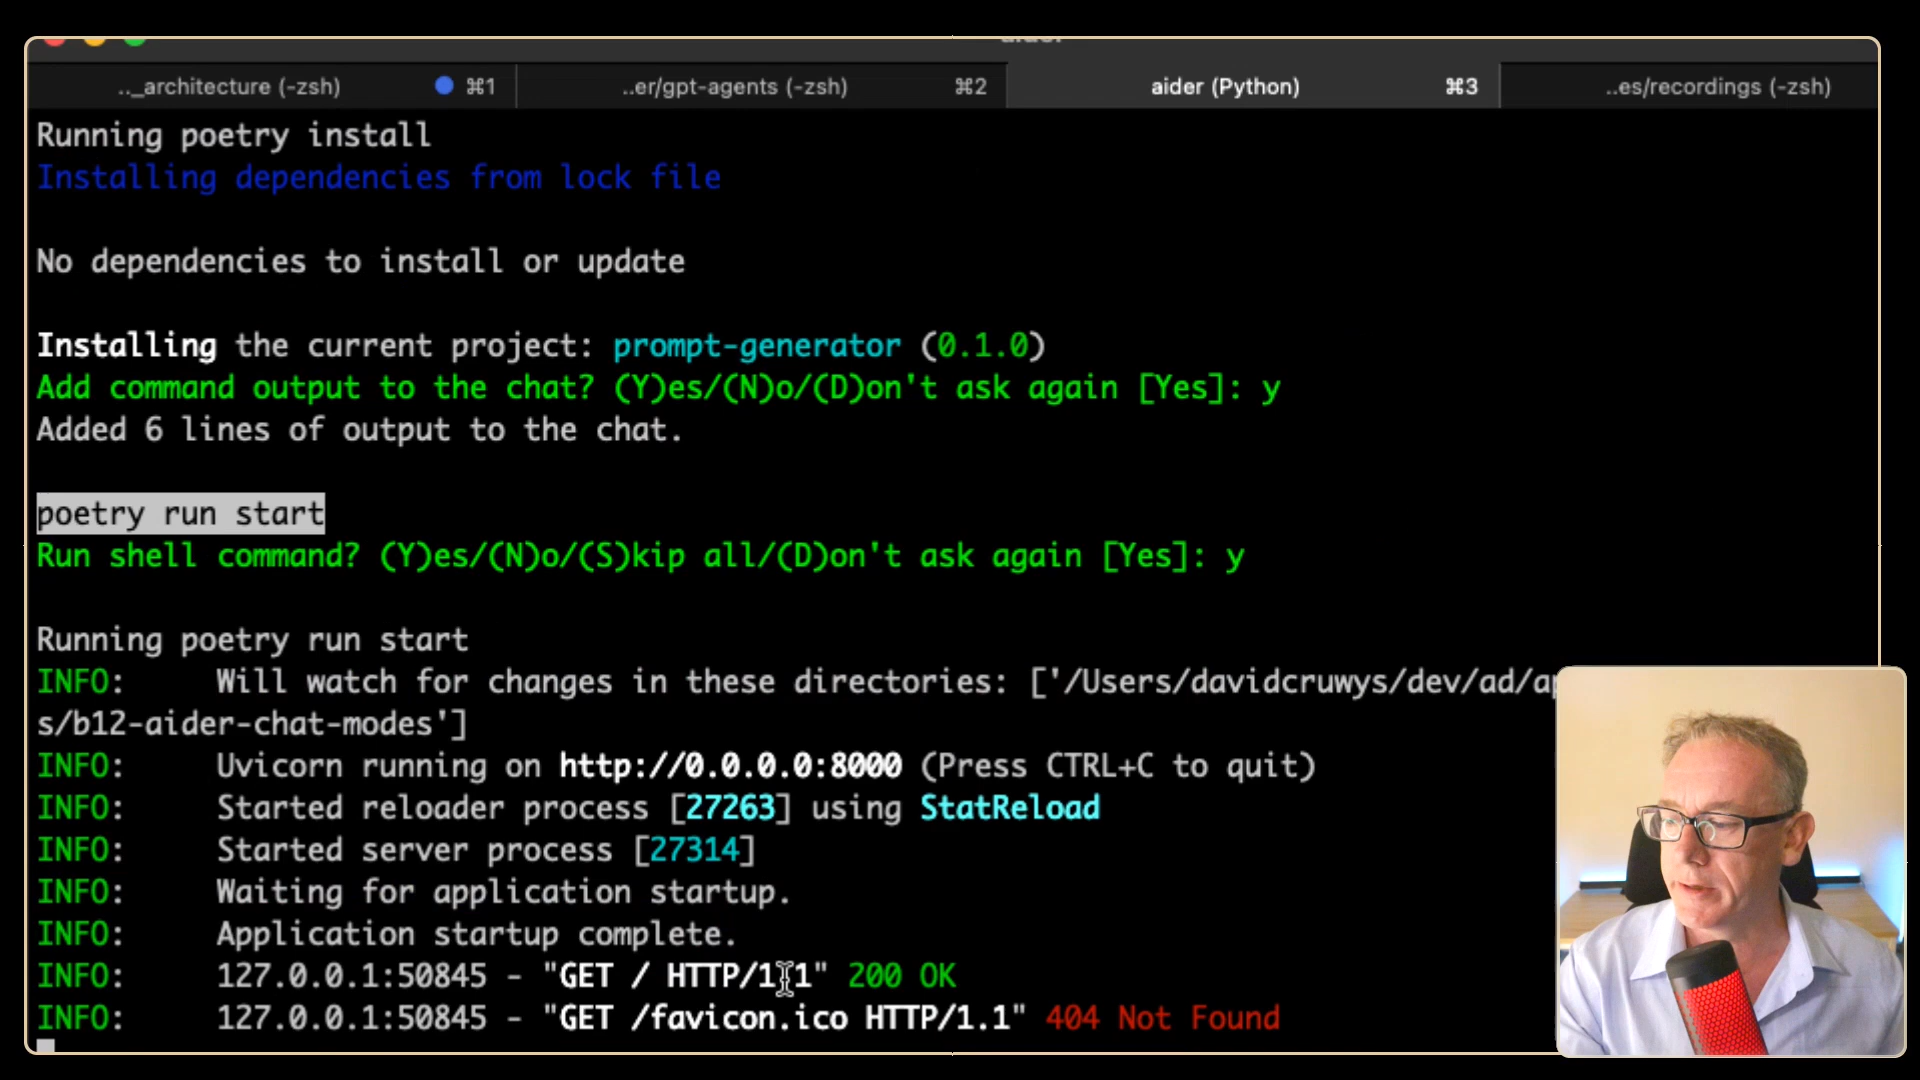 .._architecture (-zsh) ⌘1 ..er/gpt-agents (-zsh) ⌘2 aider (Python) ⌘3 ..es/recordings (-zsh)
Running poetry install
Installing dependencies from lock file
No dependencies to install or update
Installing the current project: prompt-generator (0.1.0)
Add command output to the chat? (Y)es/(N)o/(D)on't ask again [Yes]: y
Added 6 lines of output to the chat.
poetry run start
Run shell command? (Y)es/(N)o/(S)kip all/(D)on't ask again [Yes]: y
Running poetry run start
INFO: Will watch for changes in these directories: ['/Users/davidcruwys/dev/ad/
s/b12-aider-chat-modes']
INFO: Uvicorn running on http://0.0.0.0:8000 (Press CTRL+C to quit)
INFO: Started reloader process [27263] using StatReload
INFO: Started server process [27314]
INFO: Waiting for application startup.
INFO: Application startup complete.
INFO: 127.0.0.1:50845 - "GET / HTTP/1.1" 200 OK
INFO: 127.0.0.1:50845 - "GET /favicon.ico HTTP/1.1" 404 Not Found